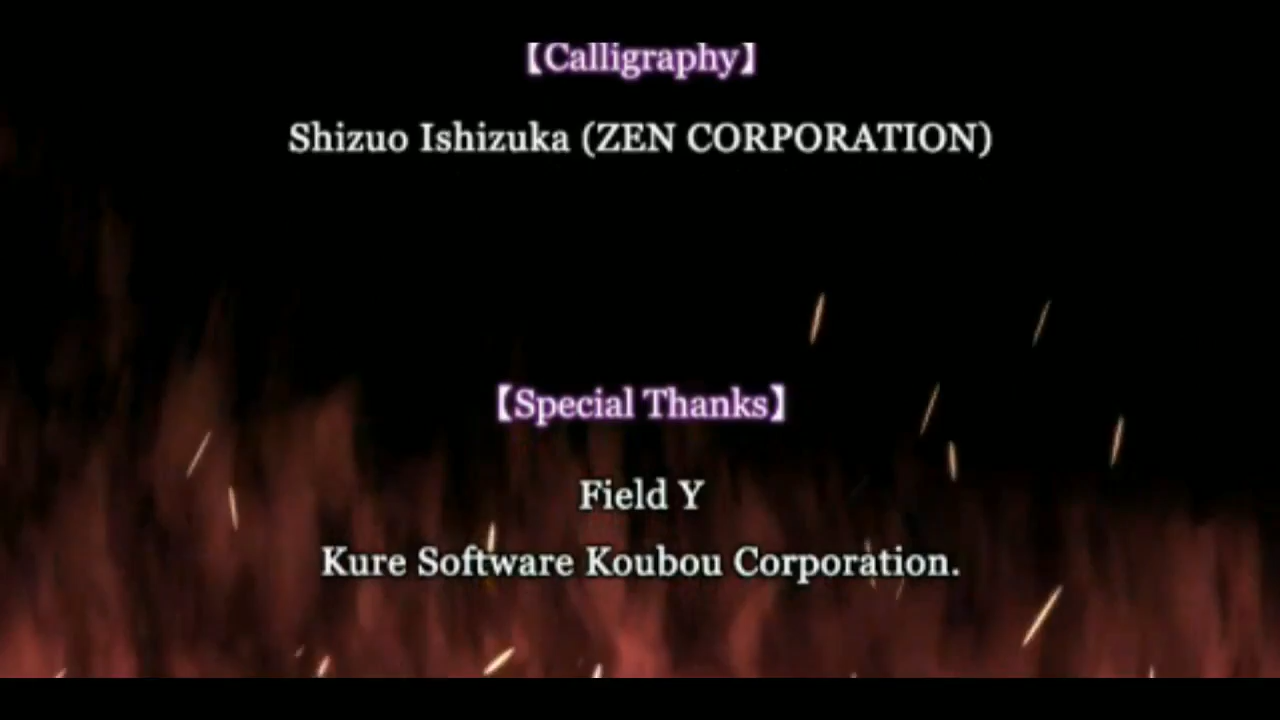 【Calligraphy】
Shizuo Ishizuka (ZEN CORPORATION)
【Special Thanks】
Field Y
Kure Software Koubou Corporation.